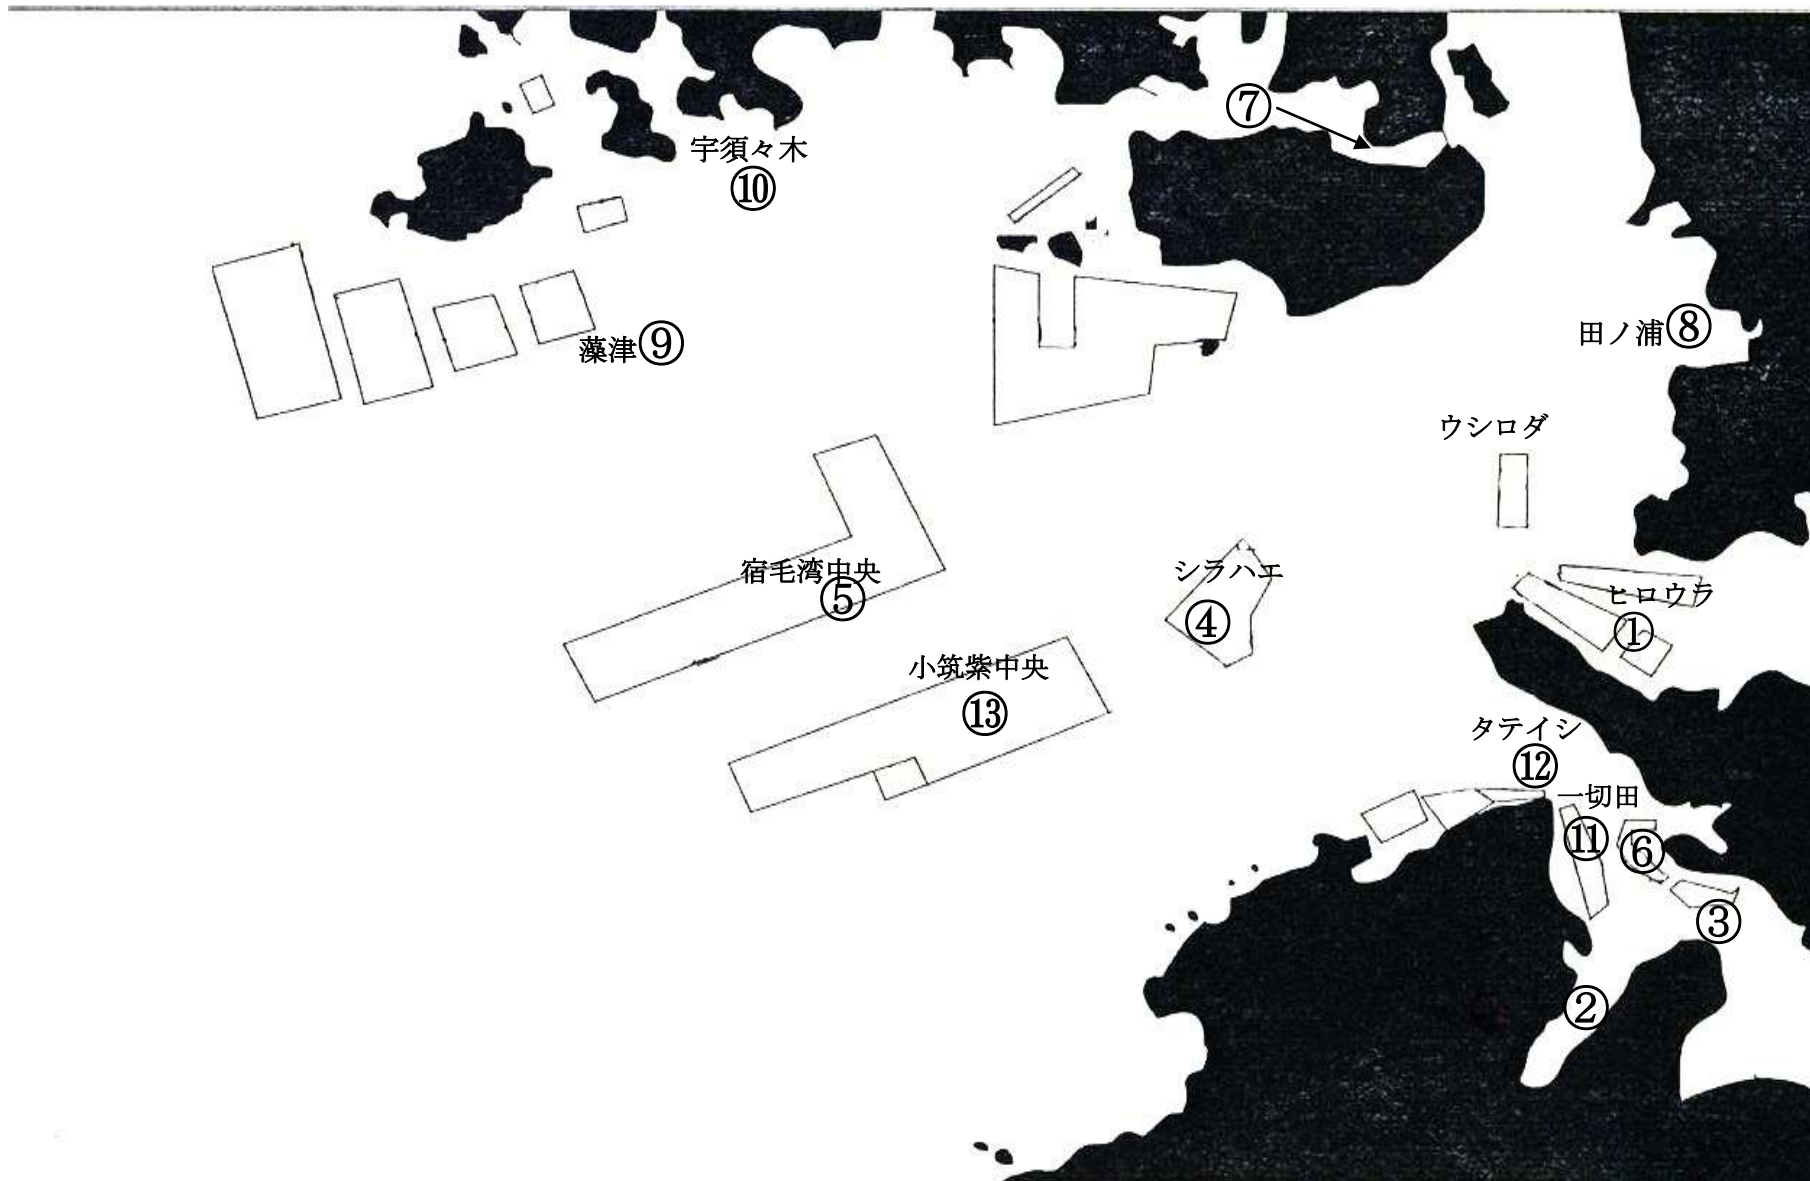 ⑦
宇須々木
⑩
藻津⑨
田ノ浦⑧
ウシロダ
宿毛湾中央
⑤
シラハエ
④
ヒロウラ
①
小筑紫中央
⑬
タテイシ
⑫
一切田
⑪
⑥
③
②